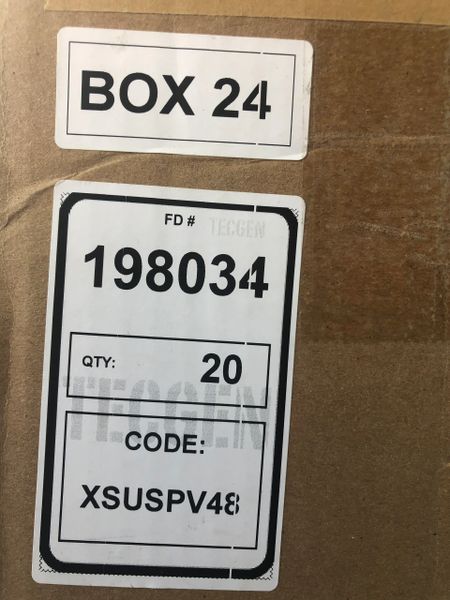 BOX 24
FD #
TECGEN
198034
QTY: 20
TECGEN
CODE:
XSUSPV48